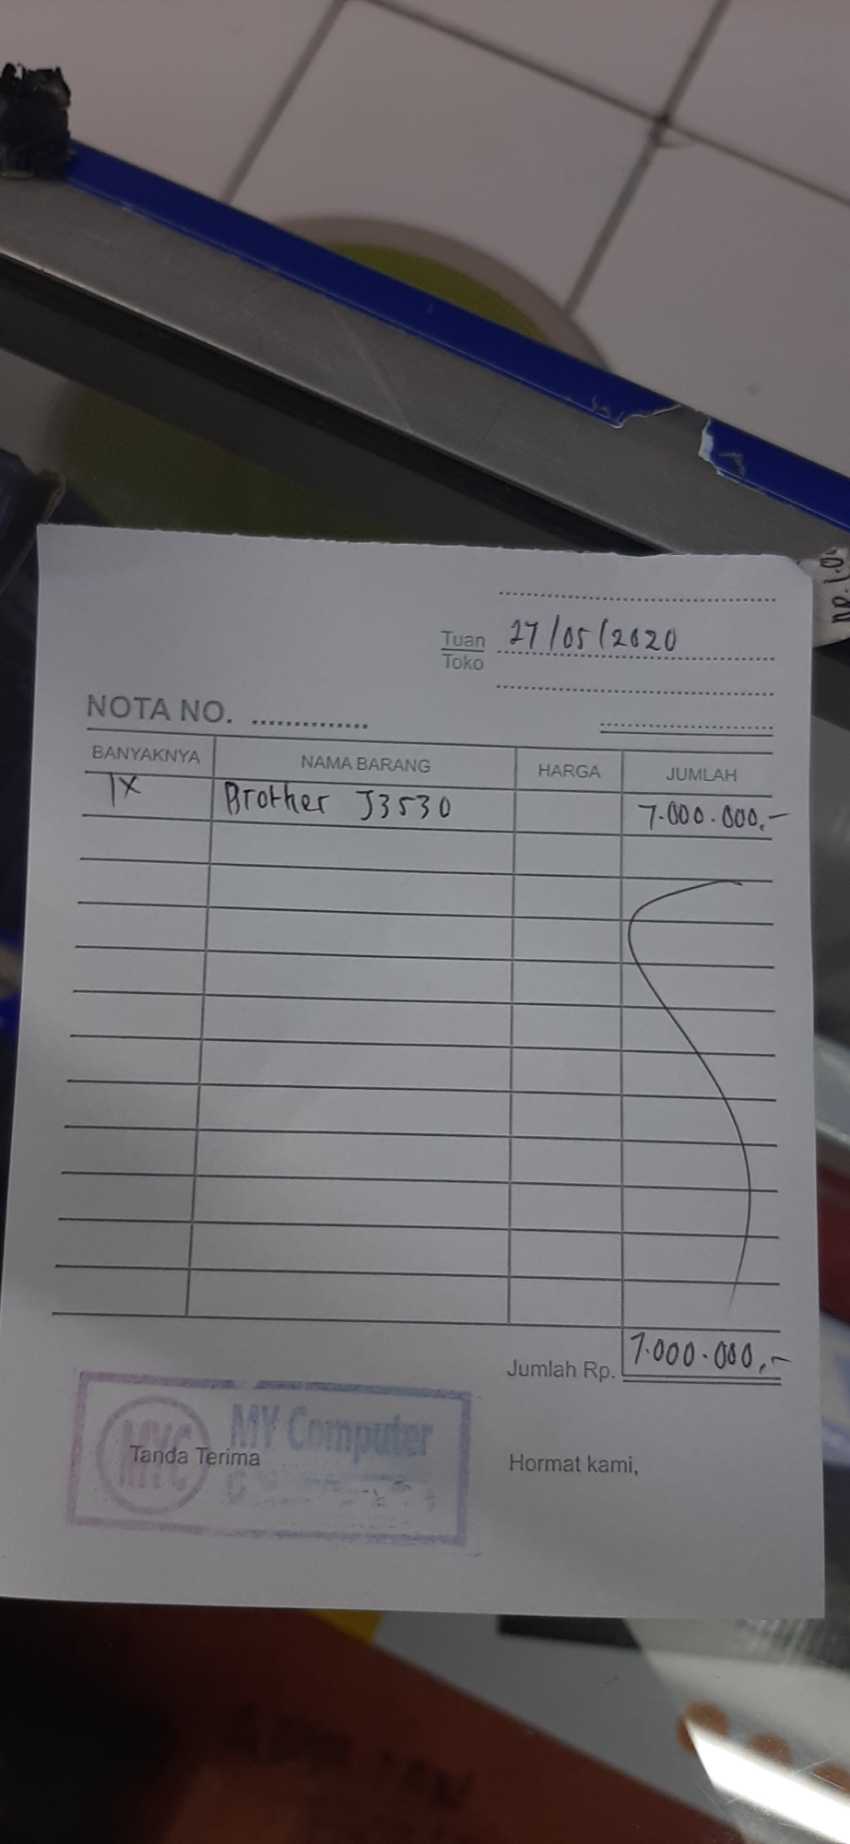 27/05/2020
Tuan
Toko
NOTA NO. ..............
BANYAKNYA NAMA BARANG HARGA JUMLAH
1x Brother J3530 7.000.000,-
Jumlah Rp. 7.000.000,-
MYC MY Computer
Tanda Terima Hormat kami,